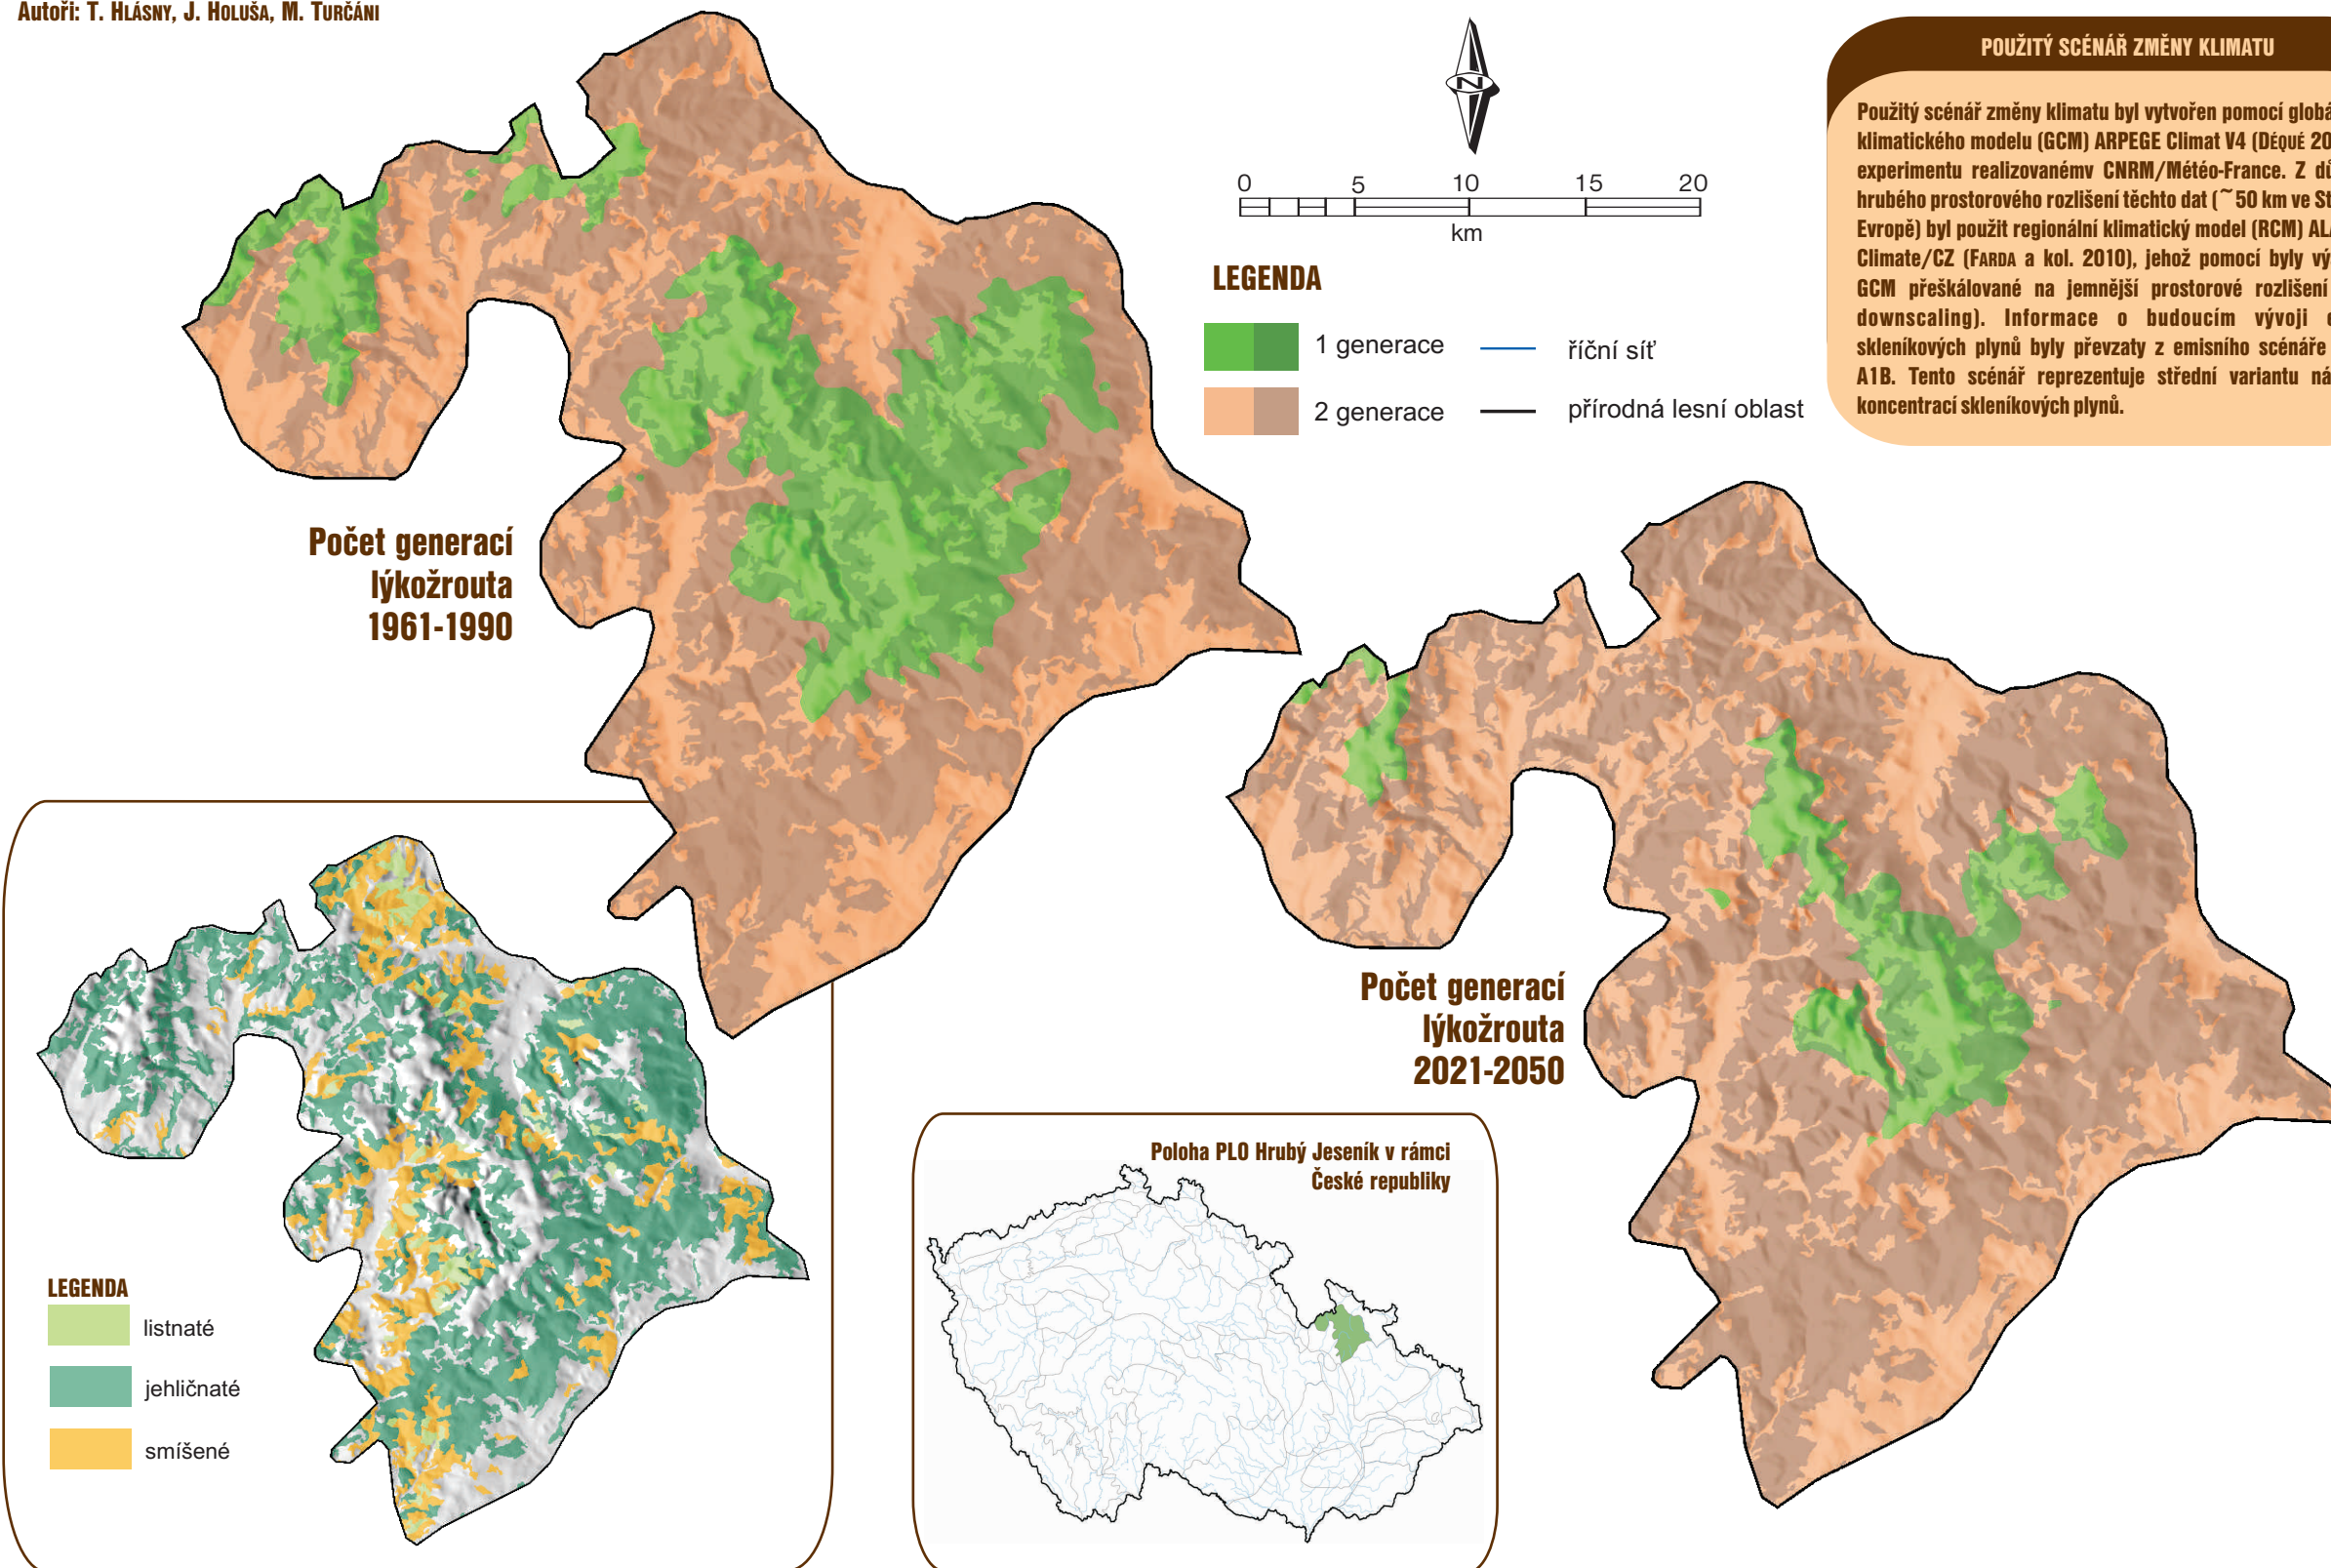 Autoři: T. Hlásny, J. Holuša, M. Turčáni
POUŽITÝ SCÉNÁŘ ZMĚNY KLIMATU
Použitý scénář změny klimatu byl vytvořen pomocí
klimatického modelu (GCM) ARPEGE Climat V4 (Déqué
experimentu realizovanémv CNRM/Météo-France. Z
hrubého prostorového rozlišení těchto dat (~50 km ve
Evropě) byl použit regionální klimatický model (RCM)
Climate/CZ (Farda a kol. 2010), jehož pomocí byly
GCM přeškálované na jemnější prostorové rozlišení
downscaling). Informace o budoucím vývoji
skleníkových plynů byly převzaty z emisního scénáře
A1B. Tento scénář reprezentuje střední variantu
koncentrací skleníkových plynů.
N
0 5 10 15 20
km
LEGENDA
1 generace
říční síť
2 generace
přírodná lesní oblast
Počet generací
lýkožrouta
1961-1990
Počet generací
lýkožrouta
2021-2050
Poloha PLO Hrubý Jeseník v rámci
České republiky
LEGENDA
listnaté
jehličnaté
smíšené